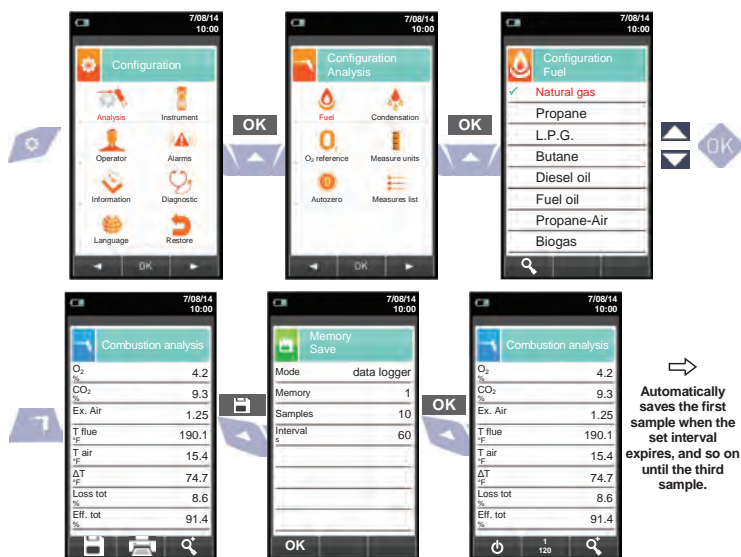 7/08/14
10:00
Configuration
Analysis
Instrument
Operator
Alarms
Information
Diagnostic
Language
Restore
OK
OK
7/08/14
10:00
Configuration
Analysis
Fuel
Condensation
O₂ reference
Measure units
Autozero
Measures list
OK
OK
7/08/14
10:00
Configuration
Fuel
Natural gas
Propane
L.P.G.
Butane
Diesel oil
Fuel oil
Propane-Air
Biogas
OK
7/08/14
10:00
Combustion analysis
O₂ % 4.2
CO₂ % 9.3
Ex. Air 1.25
T flue °F 190.1
T air °F 15.4
ΔT °F 74.7
Loss tot % 8.6
Eff. tot % 91.4
7/08/14
10:00
Memory
Save
Mode data logger
Memory 1
Samples 10
Interval s 60
OK
OK
7/08/14
10:00
Combustion analysis
O₂ % 4.2
CO₂ % 9.3
Ex. Air 1.25
T flue °F 190.1
T air °F 15.4
ΔT °F 74.7
Loss tot % 8.6
Eff. tot % 91.4
1
120
Automatically
saves the first
sample when the
set interval
expires, and so on
until the third
sample.